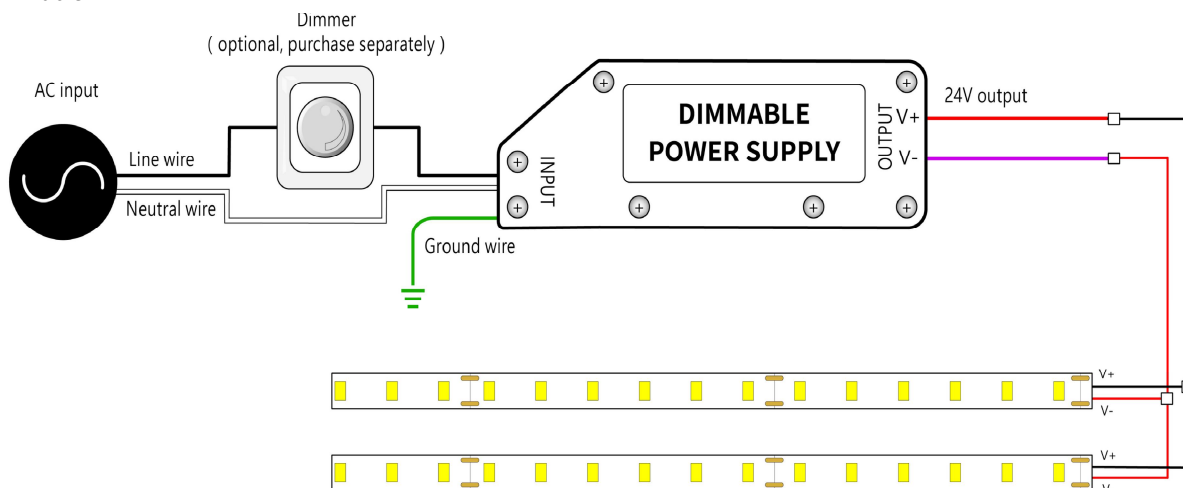 Dimmer
( optional, purchase separately )
AC input
Line wire
Neutral wire
Ground wire
INPUT
DIMMABLE
POWER SUPPLY
OUTPUT
V+
V-
24V output
V+
V-
V+